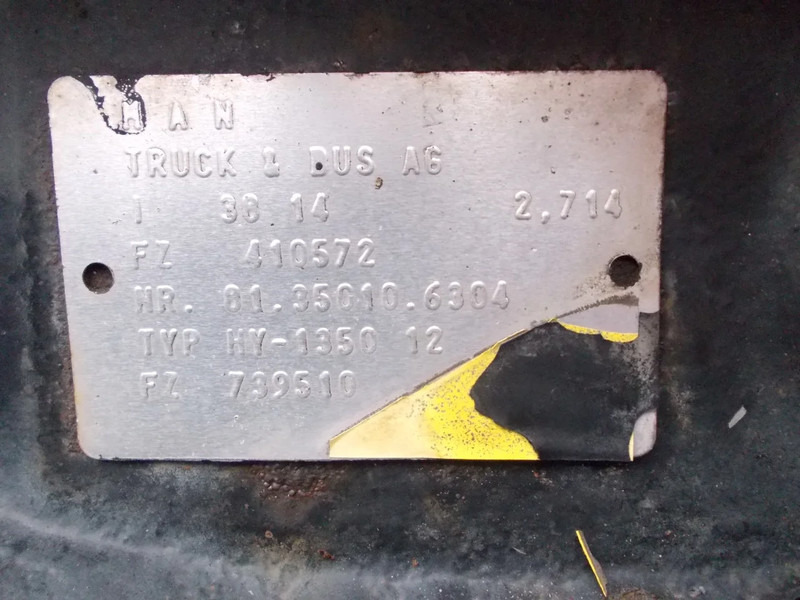 MAN
TRUCK & BUS AG
I 38 14 2,714
FZ 410572
NR. 81.35010.6304
TYP HY-1350 12
FZ 739510